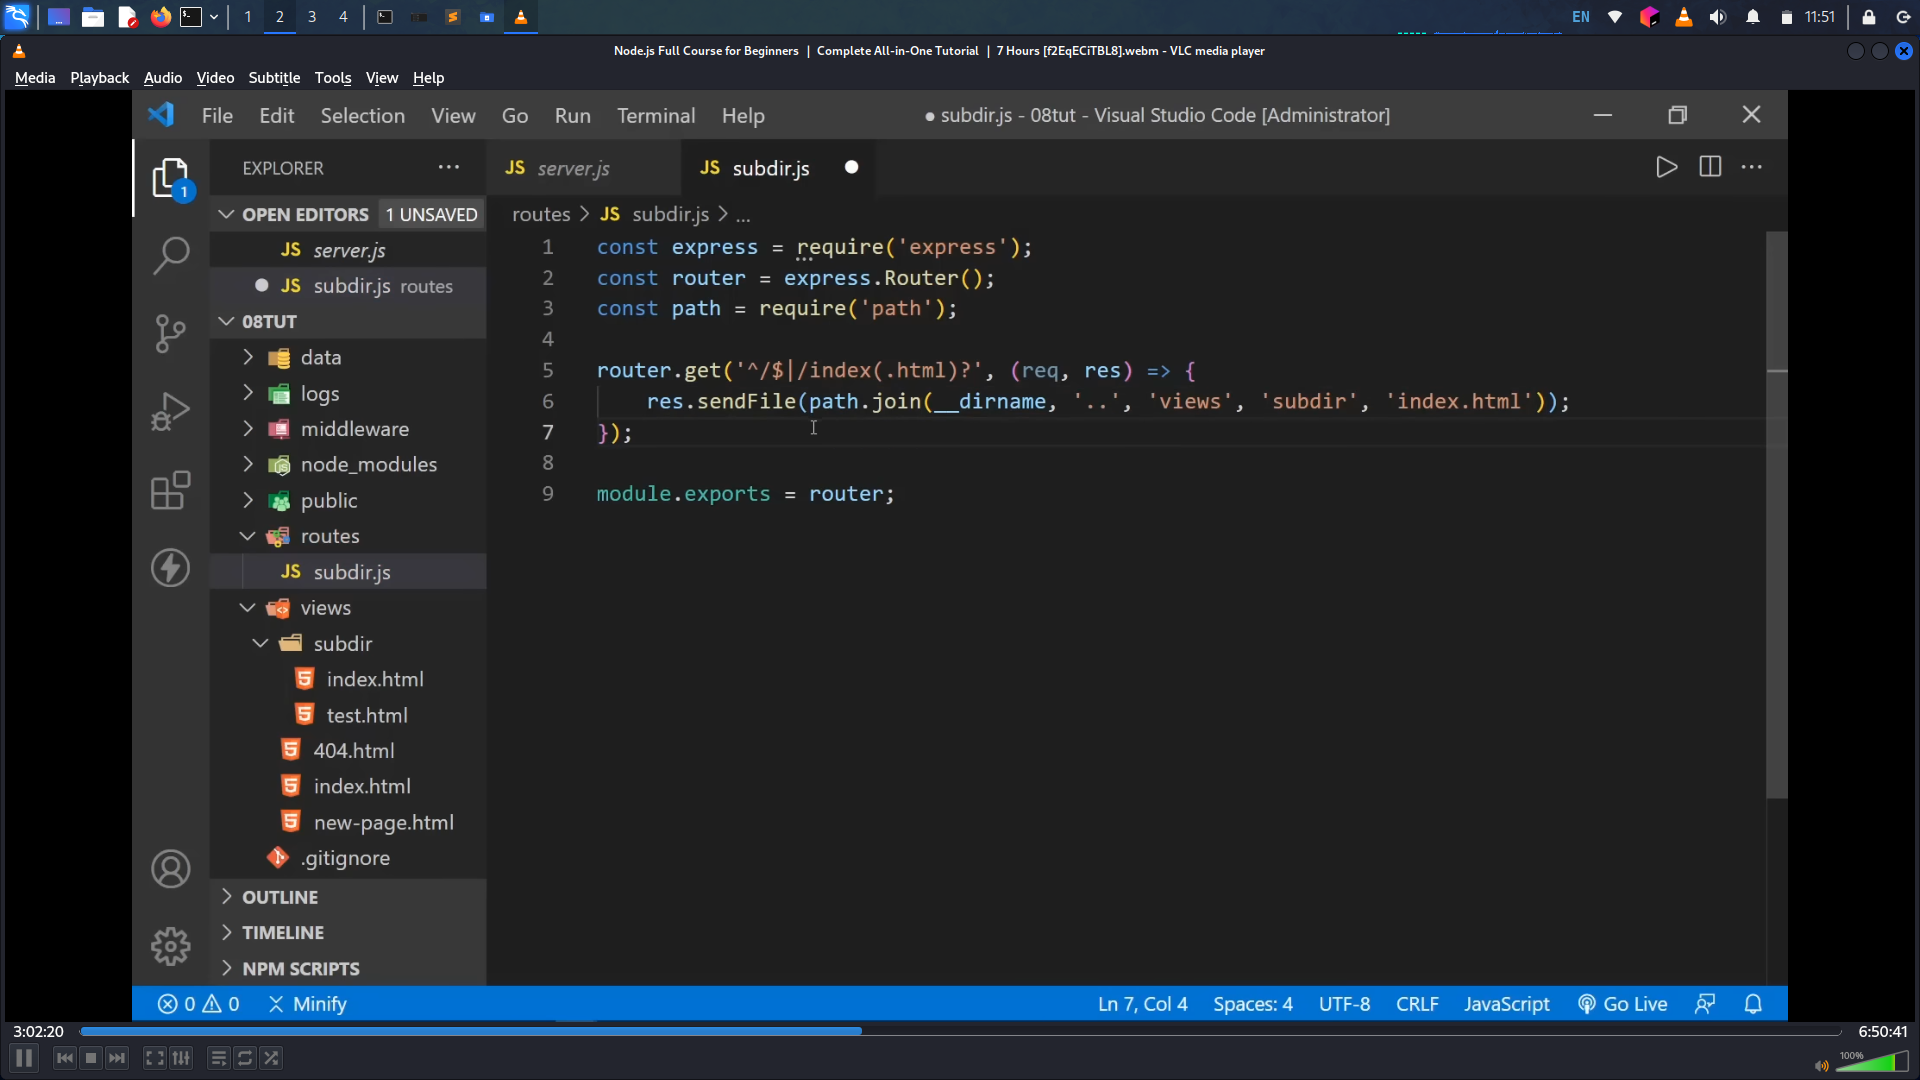 1 2 3 4
EN 11:51
Node.js Full Course for Beginners | Complete All-in-One Tutorial | 7 Hours [f2EqECiTBL8].webm - VLC media player
Media Playback Audio Video Subtitle Tools View Help
File Edit Selection View Go Run Terminal Help
● subdir.js - 08tut - Visual Studio Code [Administrator]
EXPLORER ···
JS server.js
JS subdir.js
1
OPEN EDITORS 1 UNSAVED
JS server.js
JS subdir.js routes
08TUT
data
logs
middleware
node_modules
public
routes
JS subdir.js
views
subdir
index.html
test.html
404.html
index.html
new-page.html
.gitignore
OUTLINE
TIMELINE
NPM SCRIPTS
routes > JS subdir.js > ...
1 const express = require('express');
2 const router = express.Router();
3 const path = require('path');
4
5 router.get('^/$|/index(.html)?', (req, res) => {
6 res.sendFile(path.join(__dirname, '..', 'views', 'subdir', 'index.html'));
7 });
8
9 module.exports = router;
0 0 Minify
Ln 7, Col 4 Spaces: 4 UTF-8 CRLF JavaScript Go Live
3:02:20 6:50:41
100%